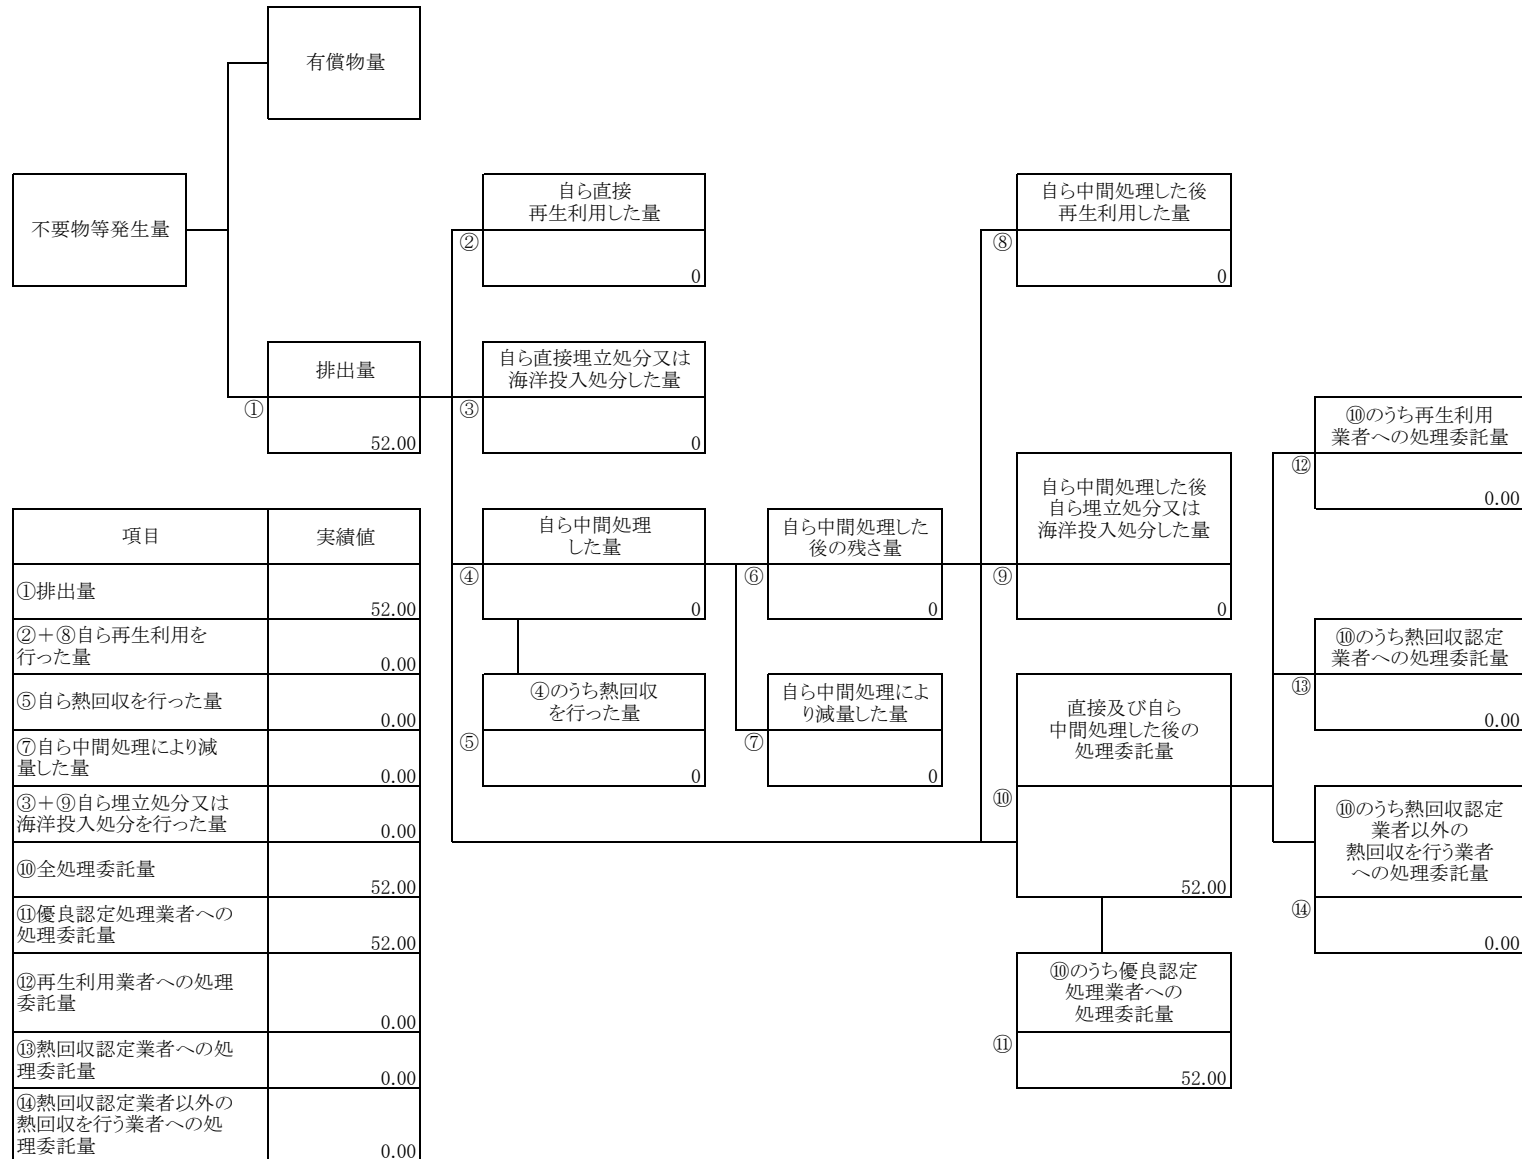 有償物量
不要物等発生量
自ら直接
再生利用した量
②
0
自ら中間処理した後
再生利用した量
⑧
0
排出量
①
52.00
自ら直接埋立処分又は
海洋投入処分した量
③
0
⑩のうち再生利用
業者への処理委託量
⑫
0.00
自ら中間処理
した量
④
0
自ら中間処理した
後の残さ量
⑥
0
自ら中間処理した後
自ら埋立処分又は
海洋投入処分した量
⑨
0
⑩のうち熱回収認定
業者への処理委託量
⑬
0.00
④のうち熱回収
を行った量
⑤
0
自ら中間処理によ
り減量した量
⑦
0
直接及び自ら
中間処理した後の
処理委託量
⑩
52.00
⑩のうち熱回収認定
業者以外の
熱回収を行う業者
への処理委託量
⑭
0.00
⑩のうち優良認定
処理業者への
処理委託量
⑪
52.00
項目 実績値
①排出量
52.00
②＋⑧自ら再生利用を
行った量
0.00
⑤自ら熱回収を行った量
0.00
⑦自ら中間処理により減
量した量
0.00
③＋⑨自ら埋立処分又は
海洋投入処分を行った量
0.00
⑩全処理委託量
52.00
⑪優良認定処理業者への
処理委託量
52.00
⑫再生利用業者への処理
委託量
0.00
⑬熱回収認定業者への処
理委託量
0.00
⑭熱回収認定業者以外の
熱回収を行う業者への処
理委託量
0.00